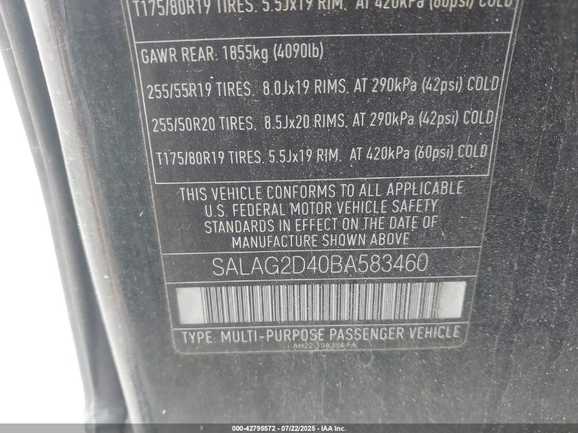 T175/80R19 TIRES. 5.5Jx19 RIM. AT 420kPa (60psi) COLD
GAWR REAR: 1855kg (4090lb)
255/55R19 TIRES. 8.0Jx19 RIMS. AT 290kPa (42psi) COLD
255/50R20 TIRES. 8.5Jx20 RIMS. AT 290kPa (42psi) COLD
T175/80R19 TIRES. 5.5Jx19 RIM. AT 420kPa (60psi) COLD
THIS VEHICLE CONFORMS TO ALL APPLICABLE
U.S. FEDERAL MOTOR VEHICLE SAFETY
STANDARDS IN EFFECT ON THE DATE OF
MANUFACTURE SHOWN ABOVE
SALAG2D40BA583460
TYPE: MULTI-PURPOSE PASSENGER VEHICLE
000-42795572 - 07/22/2025 - IAA Inc.